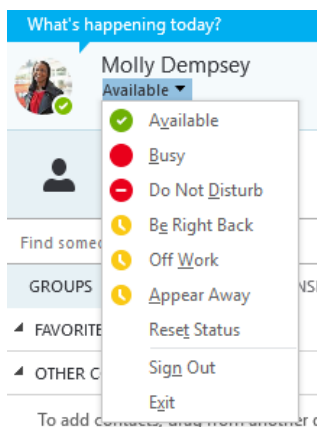 What's happening today?
Molly Dempsey
Available
Available
Busy
Do Not Disturb
Be Right Back
Find
Off Work
GROUPS
Appear Away
FAVORITE
Reset Status
OTHER
Sign Out
Exit
To add contacts, drag from another